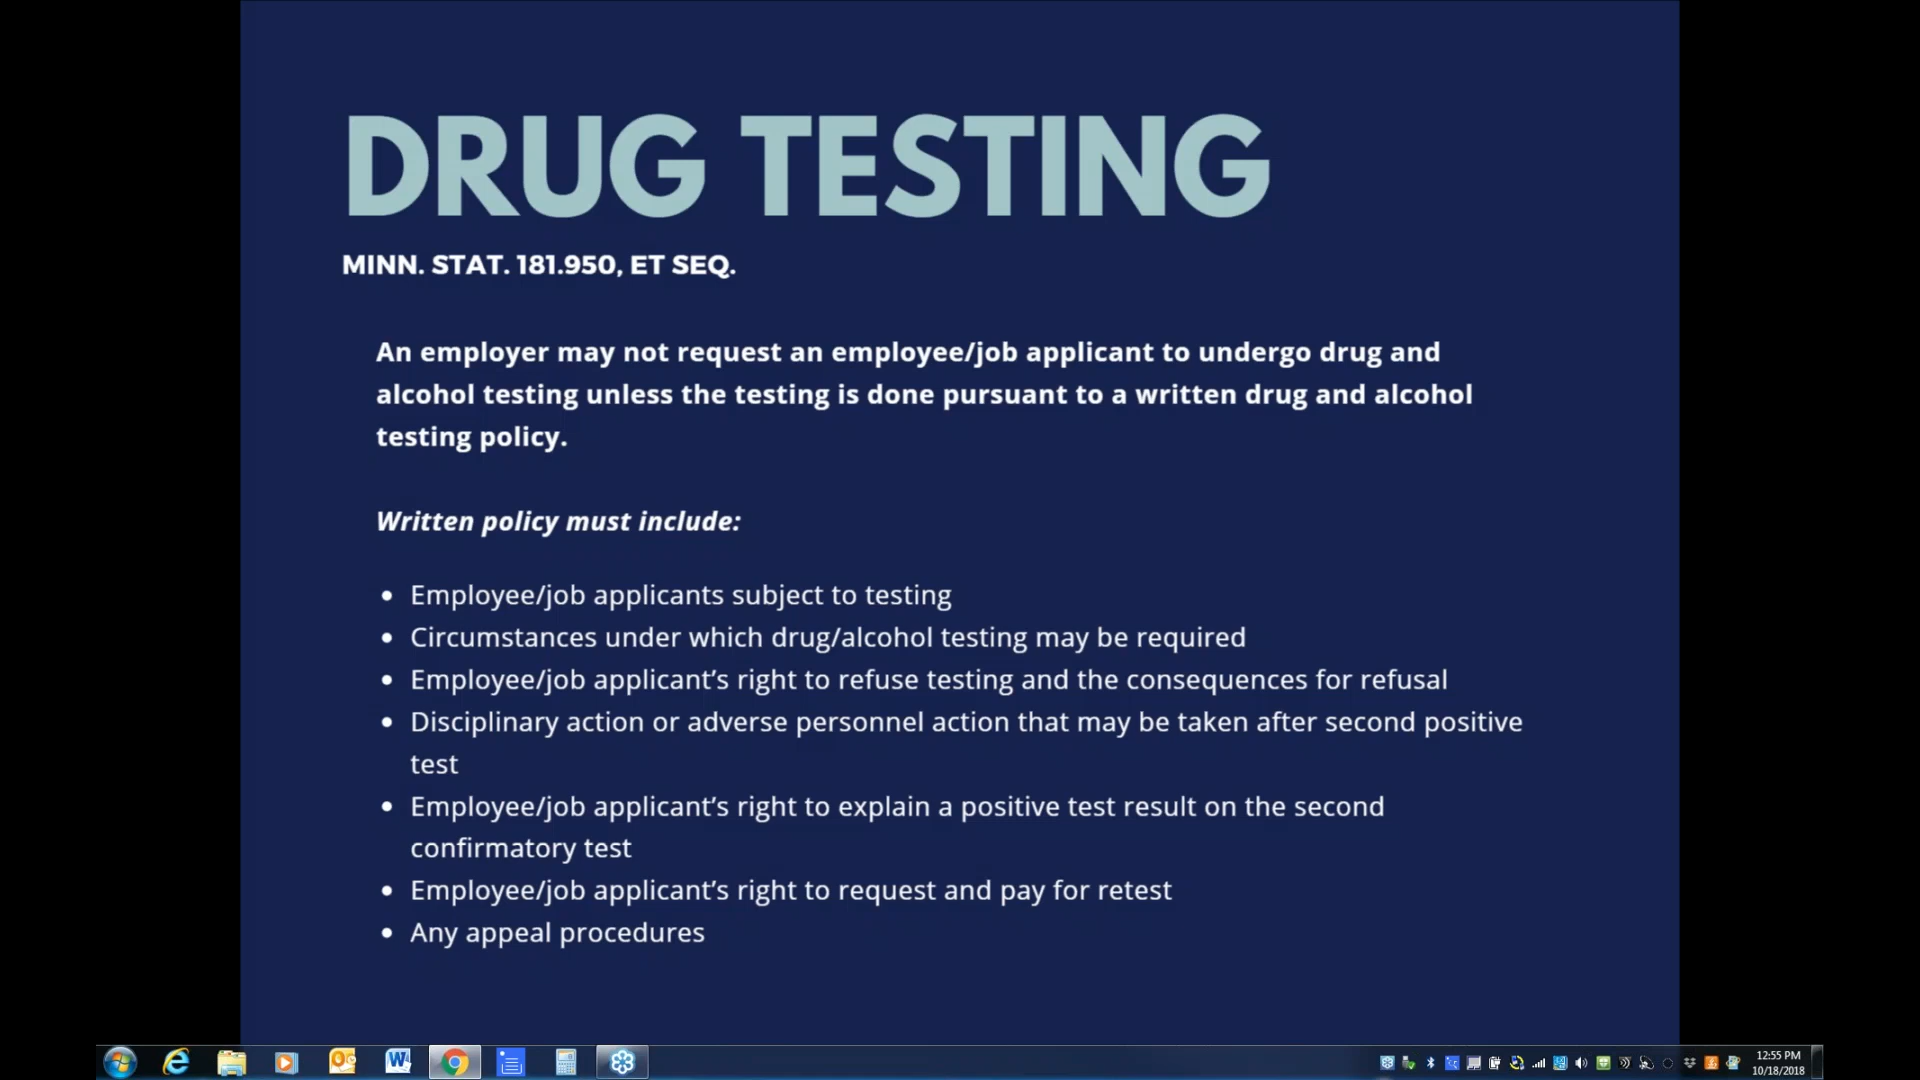 DRUG TESTING
MINN. STAT. 181.950, ET SEQ.
An employer may not request an employee/job applicant to undergo drug and
alcohol testing unless the testing is done pursuant to a written drug and alcohol
testing policy.
Written policy must include:
• Employee/job applicants subject to testing
• Circumstances under which drug/alcohol testing may be required
• Employee/job applicant’s right to refuse testing and the consequences for refusal
• Disciplinary action or adverse personnel action that may be taken after second positive
test
• Employee/job applicant’s right to explain a positive test result on the second
confirmatory test
• Employee/job applicant’s right to request and pay for retest
• Any appeal procedures
12:55 PM
10/18/2018